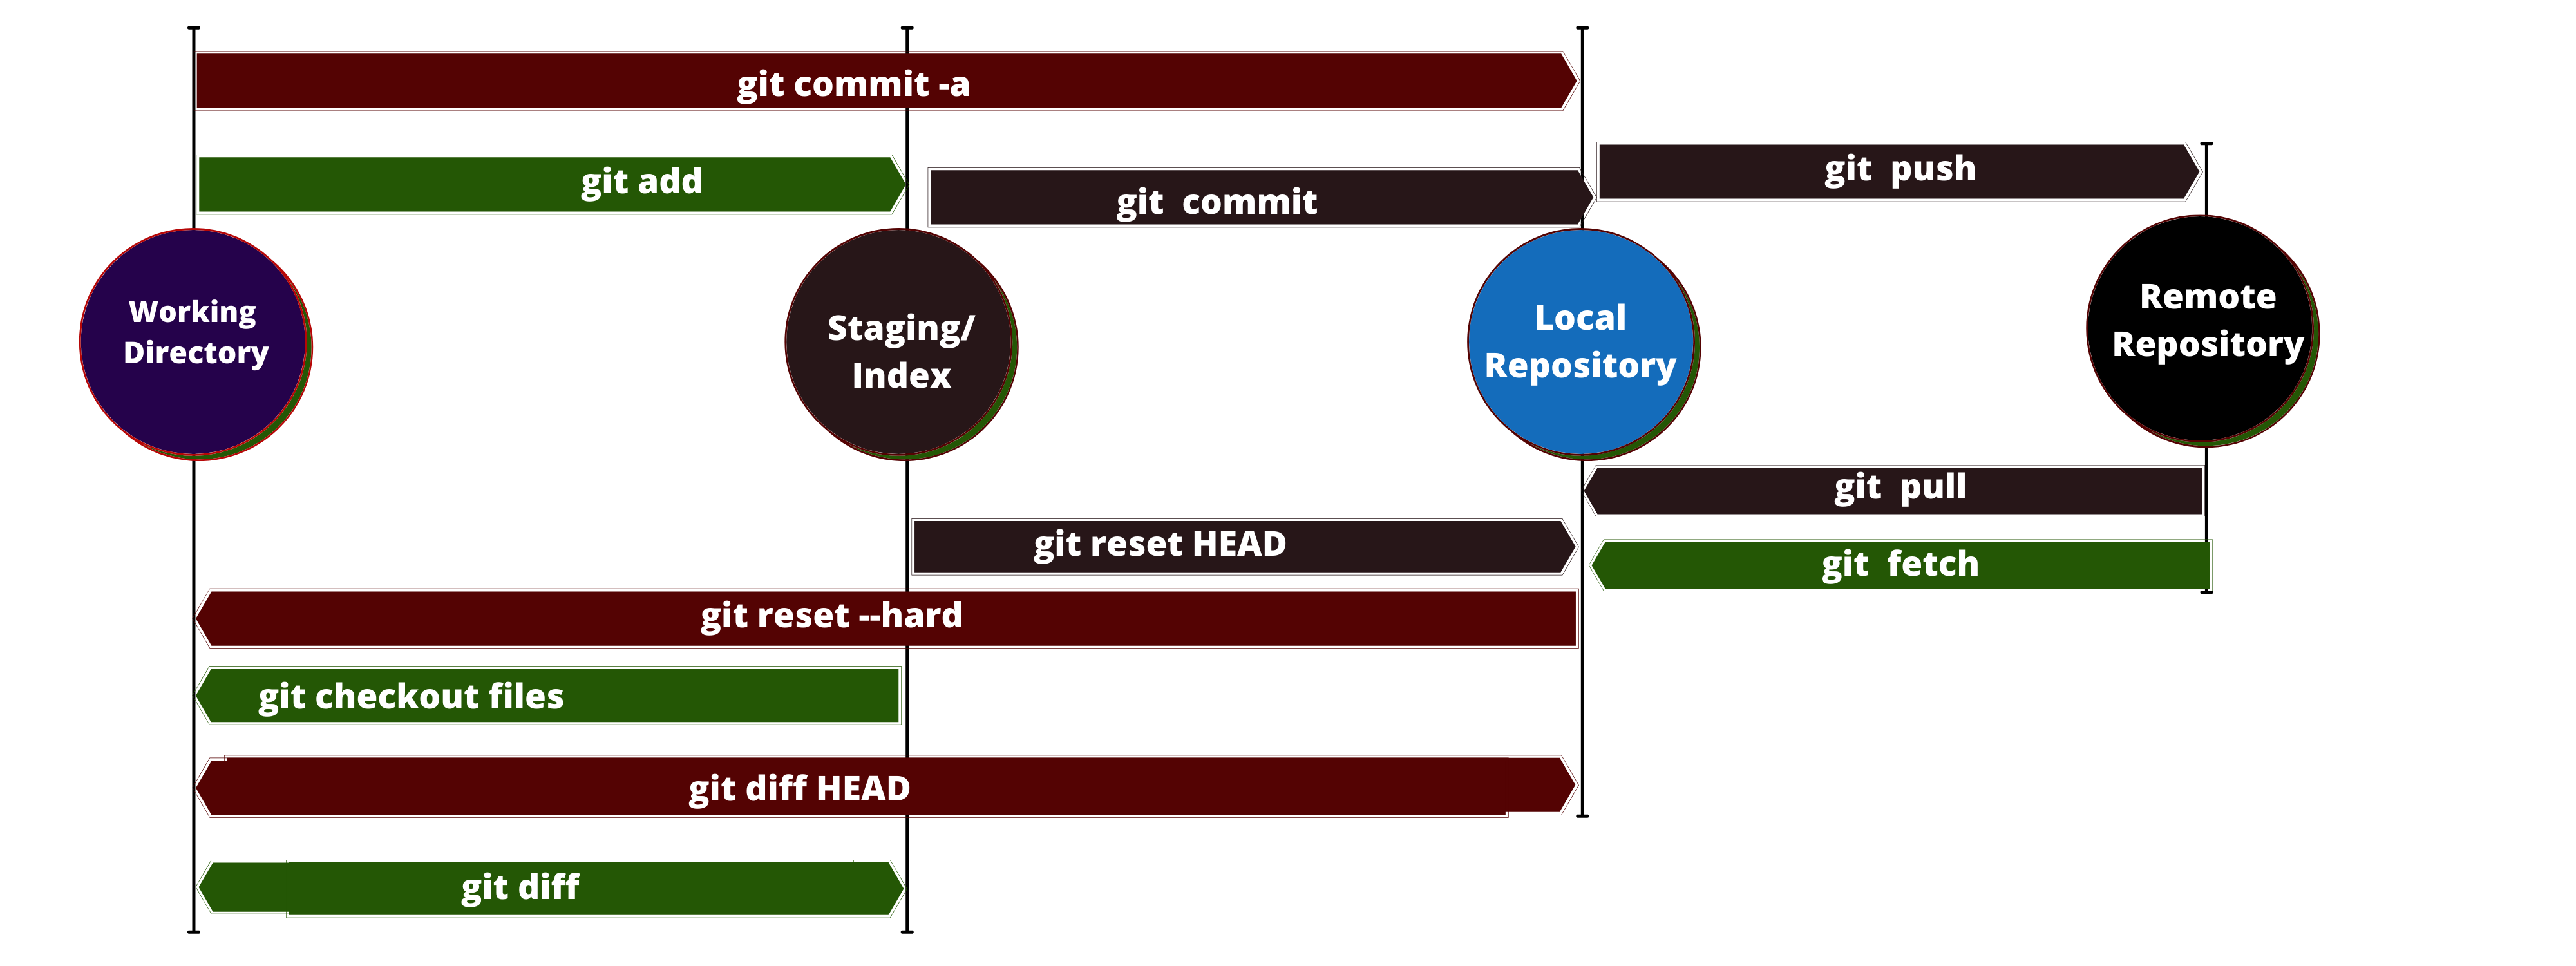 git commit -a
git add
git commit
git push
Working
Directory
Staging/
Index
Local
Repository
Remote
Repository
git pull
git reset HEAD
git fetch
git reset --hard
git checkout files
git diff HEAD
git diff